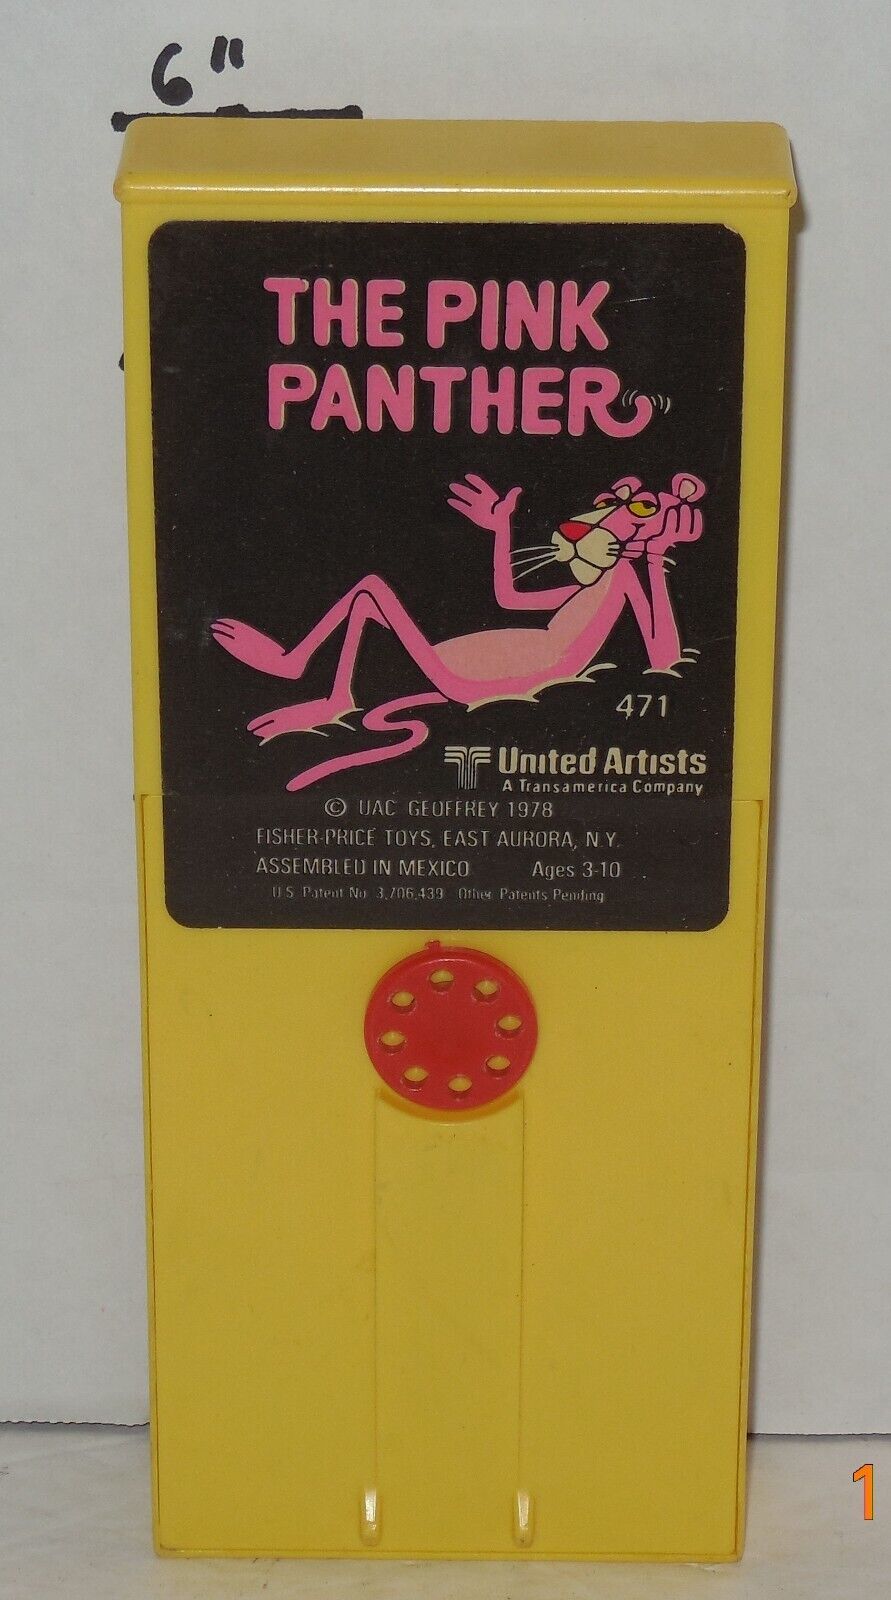 6"
THE PINK
PANTHER
471
United Artists
A Transamerica Company
© UAC GEOFFREY 1978
FISHER-PRICE TOYS, EAST AURORA, N.Y.
ASSEMBLED IN MEXICO Ages 3-10
U.S. Patent No. 3,706,439 Other Patents Pending
1